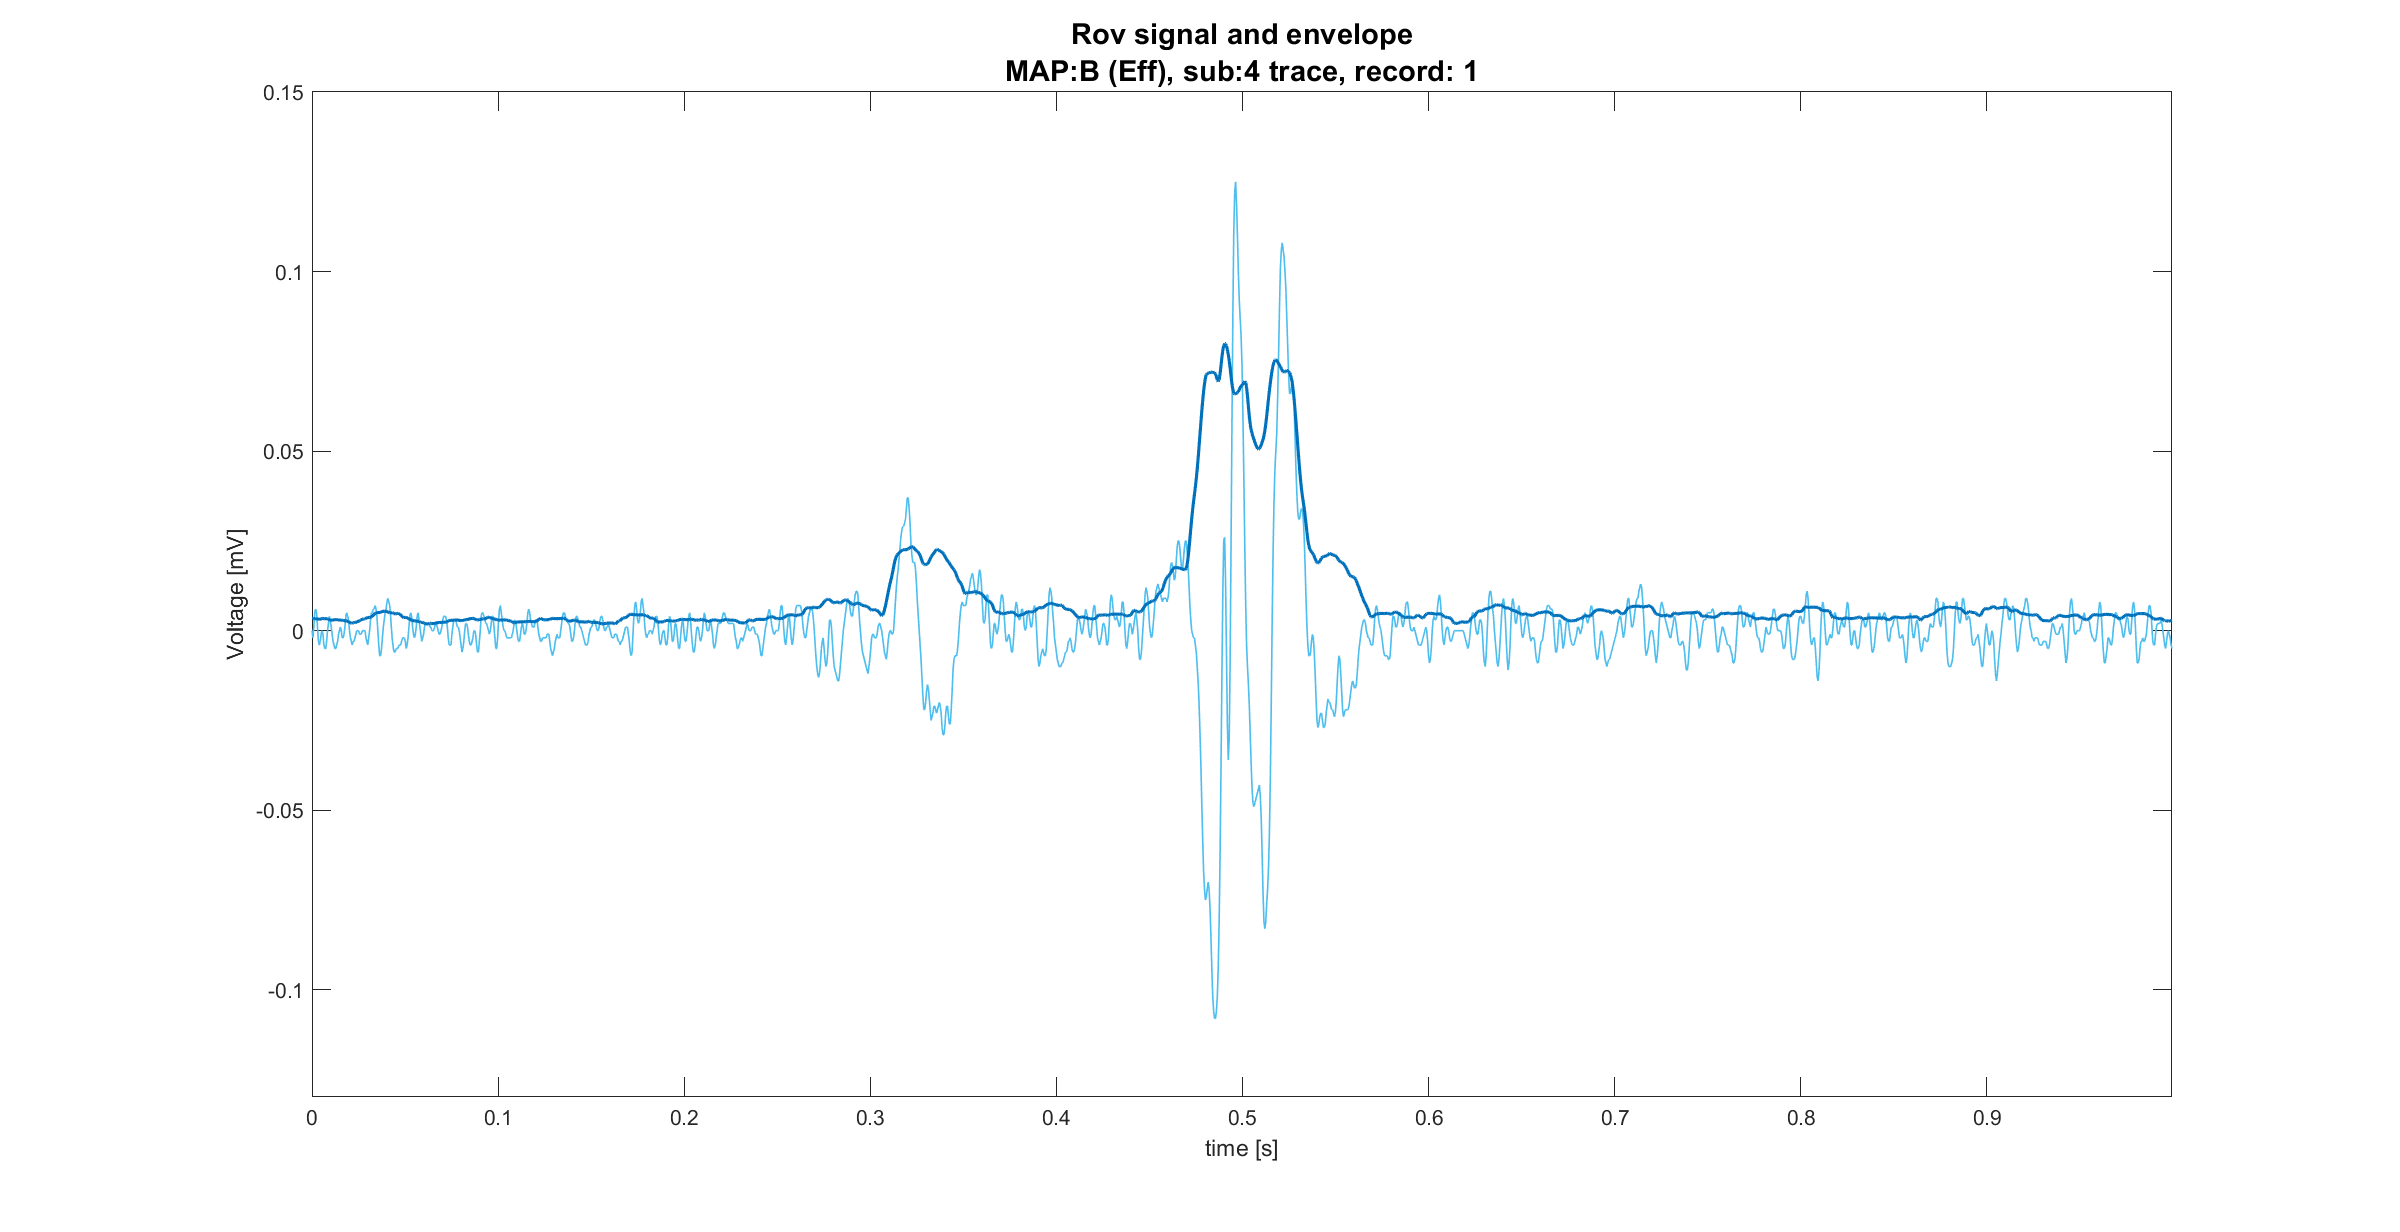 Rov signal and envelope
MAP:B (Eff), sub:4 trace, record: 1
0.15
0.1
0.05
0
-0.05
-0.1
Voltage [mV]
0 0.1 0.2 0.3 0.4 0.5 0.6 0.7 0.8 0.9
time [s]